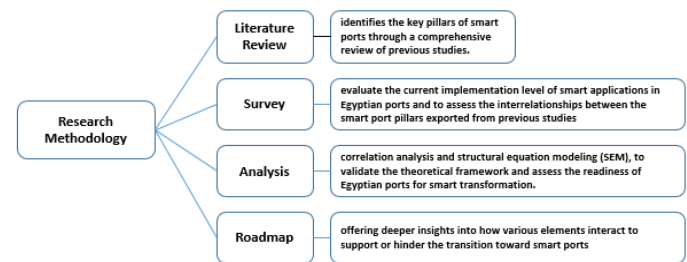 Research
Methodology
Literature
Review
identifies the key pillars of smart
ports through a comprehensive
review of previous studies.
Survey
evaluate the current implementation level of smart applications in
Egyptian ports and to assess the interrelationships between the
smart port pillars exported from previous studies
Analysis
correlation analysis and structural equation modeling (SEM), to
validate the theoretical framework and assess the readiness of
Egyptian ports for smart transformation.
Roadmap
offering deeper insights into how various elements interact to
support or hinder the transition toward smart ports